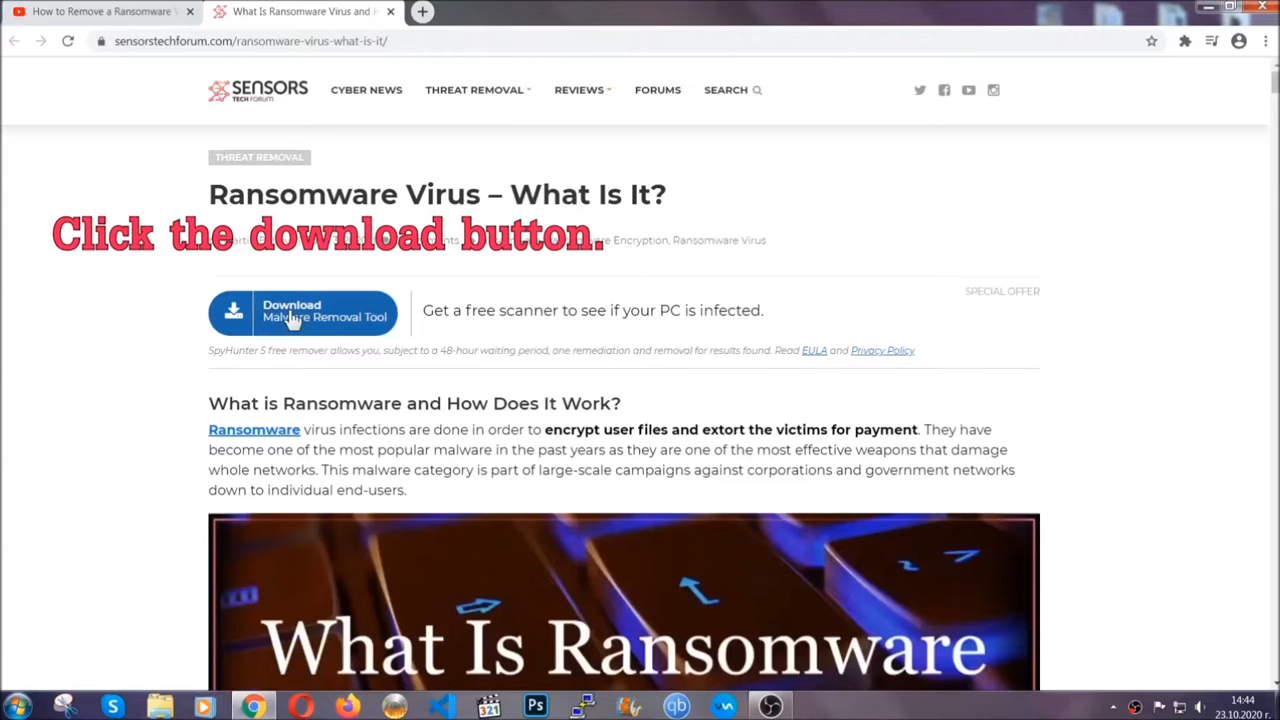 How to Remove a Ransomware
What Is Ransomware Virus and
sensorstechforum.com/ransomware-virus-what-is-it/
SENSORS
TECH FORUM
CYBER NEWS
THREAT REMOVAL
REVIEWS
FORUMS
SEARCH
THREAT REMOVAL
Ransomware Virus – What Is It?
Click the download button.
Encryption, Ransomware Virus
SPECIAL OFFER
Download
Malware Removal Tool
Get a free scanner to see if your PC is infected.
SpyHunter 5 free remover allows you, subject to a 48-hour waiting period, one remediation and removal for results found. Read EULA and Privacy Policy
What is Ransomware and How Does It Work?
Ransomware virus infections are done in order to encrypt user files and extort the victims for payment. They have
become one of the most popular malware in the past years as they are one of the most effective weapons that damage
whole networks. This malware category is part of large-scale campaigns against corporations and government networks
down to individual end-users.
What Is Ransomware
S
321
Ps
qb
14:44
23.10.2020 г.